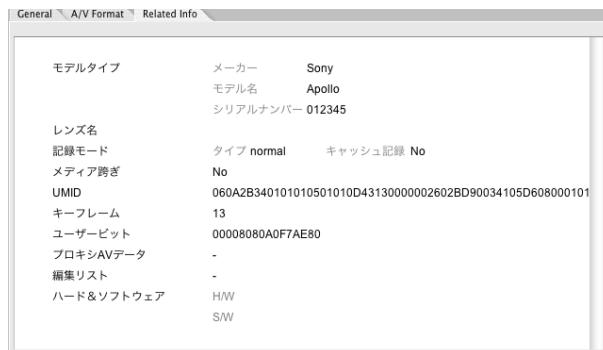 General A/V Format Related Info
モデルタイプ メーカー Sony
モデル名 Apollo
シリアルナンバー 012345
レンズ名
記録モード タイプ normal キャッシュ記録 No
メディア跨ぎ No
UMID 060A2B340101010501010D43130000002602BD90034105D608000101
キーフレーム 13
ユーザービット 00008080A0F7AE80
プロキシAVデータ -
編集リスト -
ハード＆ソフトウェア H/W
S/W